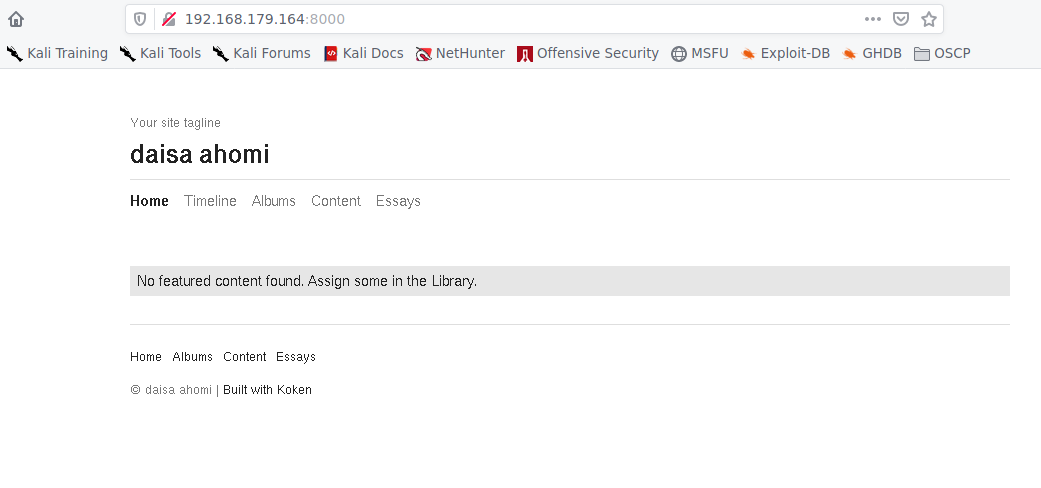 192.168.179.164:8000
Kali Training Kali Tools Kali Forums Kali Docs NetHunter Offensive Security MSFU Exploit-DB GHDB OSCP
Your site tagline
daisa ahomi
Home Timeline Albums Content Essays
No featured content found. Assign some in the Library.
Home Albums Content Essays
© daisa ahomi | Built with Koken